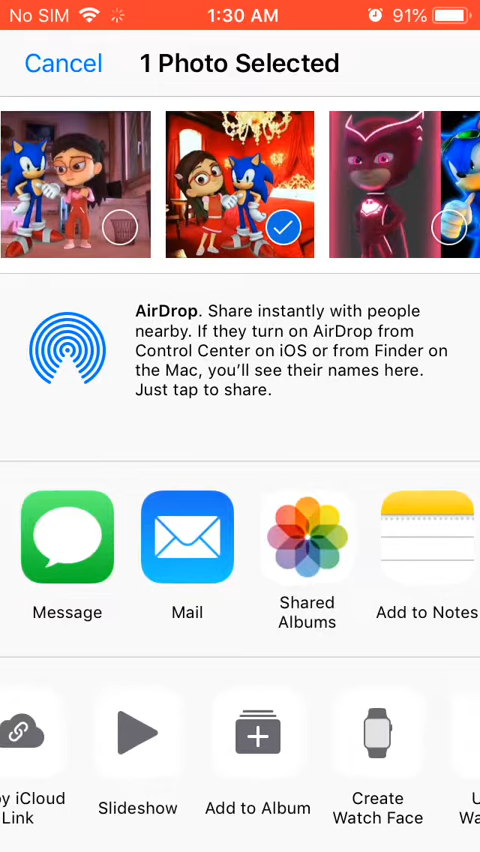 No SIM 1:30 AM 91%
Cancel 1 Photo Selected
AirDrop. Share instantly with people
nearby. If they turn on AirDrop from
Control Center on iOS or from Finder on
the Mac, you’ll see their names here.
Just tap to share.
Message Mail Shared Albums Add to Notes
y iCloud Link Slideshow Add to Album Create Watch Face